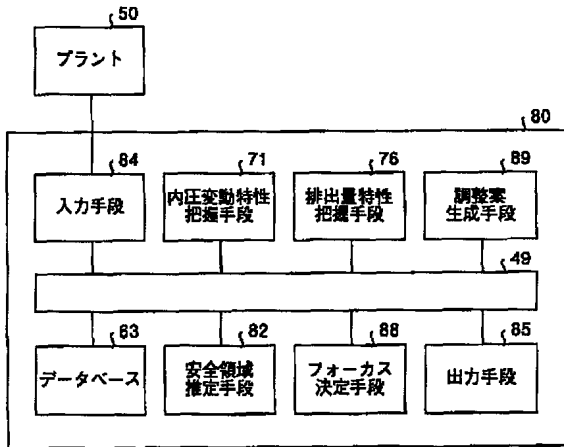 50
プラント
80
84
入力手段
71
内圧変動特性
把握手段
76
排出量特性
把握手段
89
調整案
生成手段
49
63
データベース
82
安全領域
推定手段
88
フォーカス
決定手段
85
出力手段